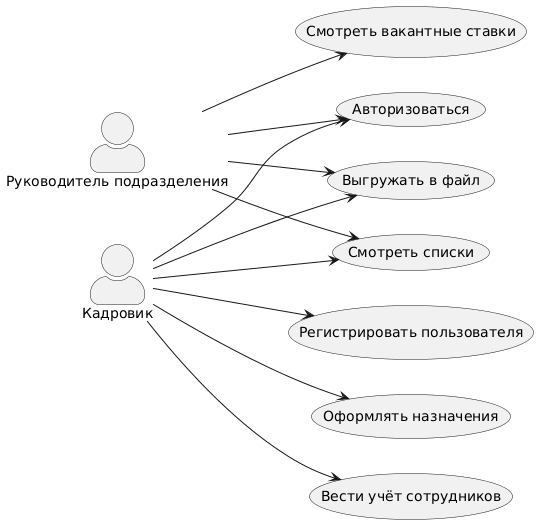 Смотреть вакантные ставки
Авторизоваться
Руководитель подразделения
Выгружать в файл
Смотреть списки
Кадровик
Регистрировать пользователя
Оформлять назначения
Вести учёт сотрудников